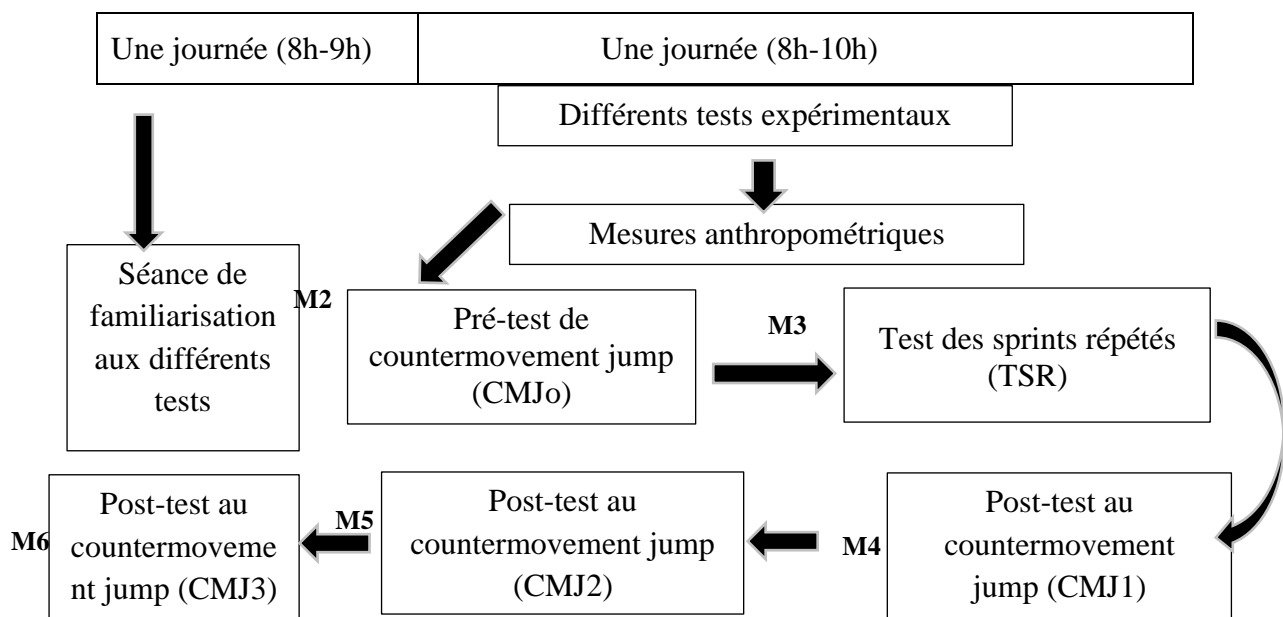 Une journée (8h-9h)
Une journée (8h-10h)
Différents tests expérimentaux
Mesures anthropométriques
Séance de
familiarisation
aux différents
tests
M2
Pré-test de
countermovement jump
(CMJo)
M3
Test des sprints répétés
(TSR)
Post-test au
countermovement
jump (CMJ1)
M4
Post-test au
countermovement jump
(CMJ2)
M5
Post-test au
countermoveme
nt jump (CMJ3)
M6